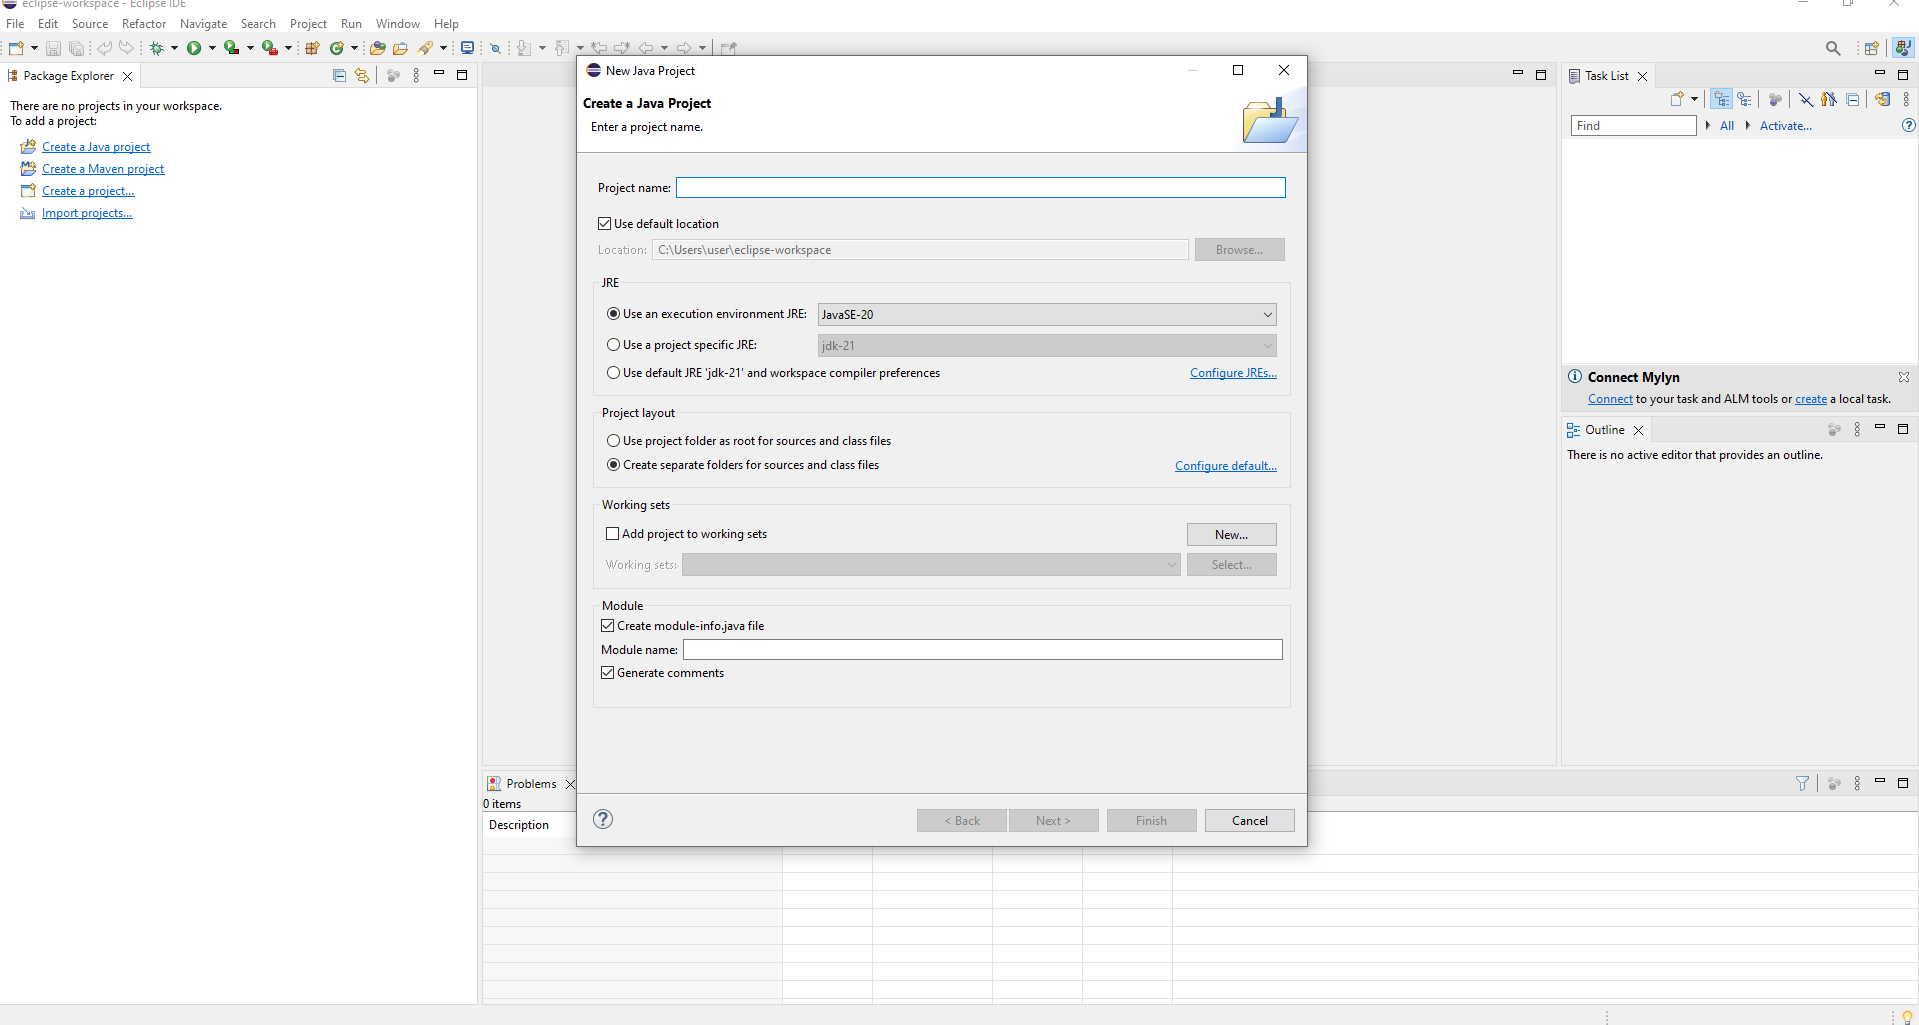 eclipse-workspace - Eclipse IDE
File Edit Source Refactor Navigate Search Project Run Window Help
Package Explorer
There are no projects in your workspace.
To add a project:
Create a Java project
Create a Maven project
Create a project...
Import projects...
New Java Project
Create a Java Project
Enter a project name.
Project name:
Use default location
Location: C:\Users\user\eclipse-workspace Browse...
JRE
Use an execution environment JRE: JavaSE-20
Use a project specific JRE: jdk-21
Use default JRE 'jdk-21' and workspace compiler preferences Configure JREs...
Project layout
Use project folder as root for sources and class files
Create separate folders for sources and class files Configure default...
Working sets
Add project to working sets New...
Working sets: Select...
Module
Create module-info.java file
Module name:
Generate comments
< Back Next > Finish Cancel
Task List
Find All Activate...
Connect Mylyn
Connect to your task and ALM tools or create a local task.
Outline
There is no active editor that provides an outline.
Problems
0 items
Description